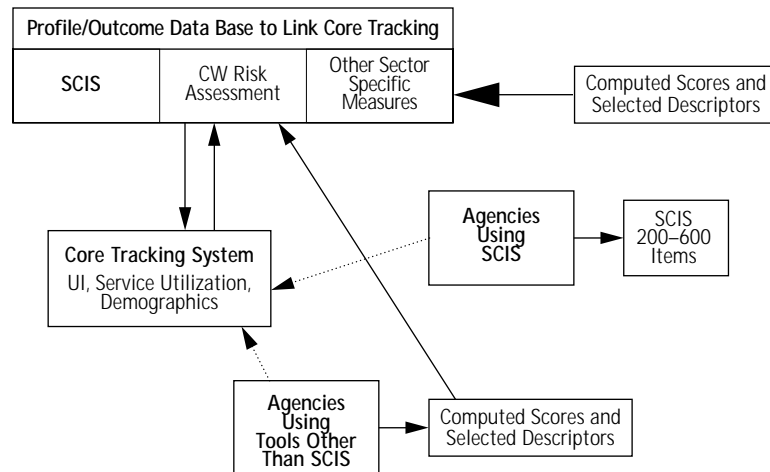 Profile/Outcome Data Base to Link Core Tracking
SCIS
CW Risk
Assessment
Other Sector
Specific
Measures
Computed Scores and
Selected Descriptors
Agencies
Using
SCIS
SCIS
200–600
Items
Core Tracking System
UI, Service Utilization,
Demographics
Agencies
Using
Tools Other
Than SCIS
Computed Scores and
Selected Descriptors